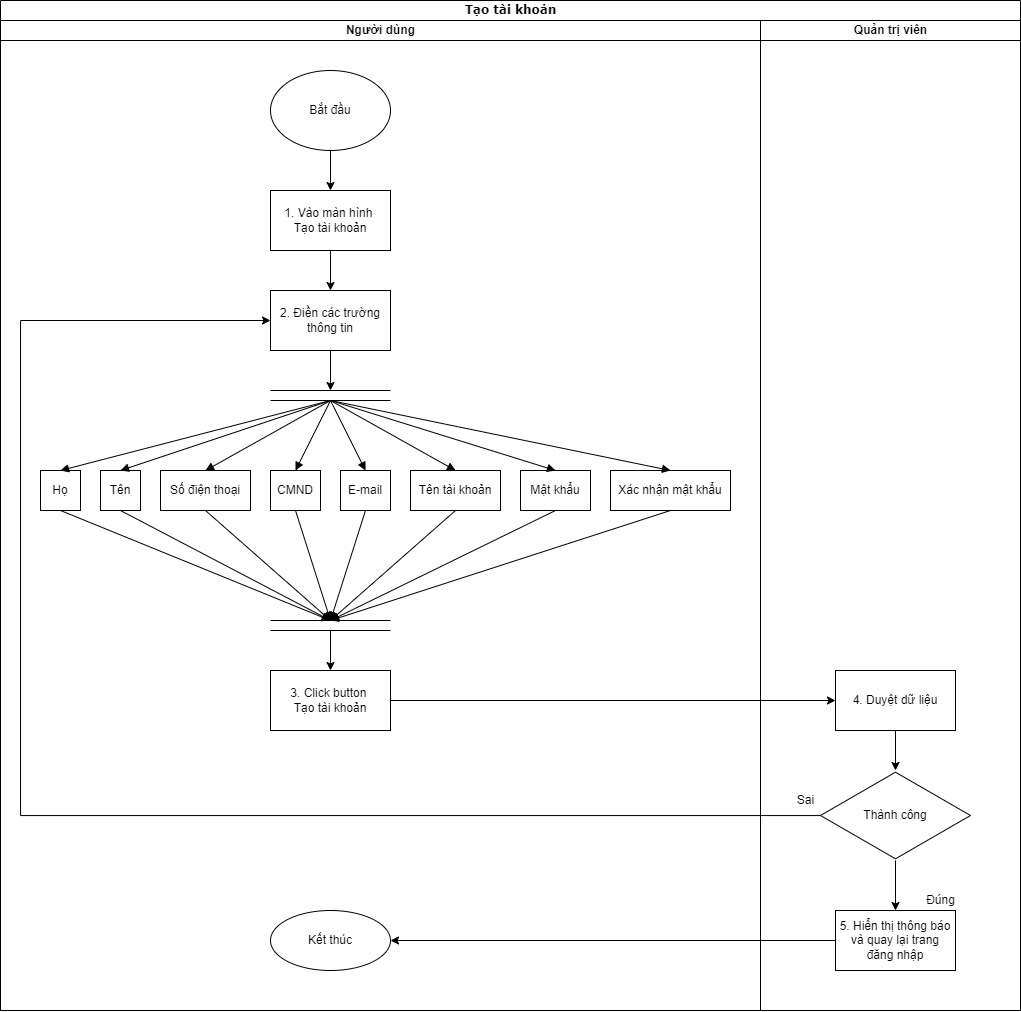 Tạo tài khoản
Người dùng
Quản trị viên
Bắt đầu
1. Vào màn hình
Tạo tài khoản
2. Điền các trường
thông tin
Họ
Tên
Số điện thoại
CMND
E-mail
Tên tài khoản
Mật khẩu
Xác nhận mật khẩu
3. Click button
Tạo tài khoản
4. Duyệt dữ liệu
Sai
Thành công
Đúng
5. Hiển thị thông báo
và quay lại trang
đăng nhập
Kết thúc